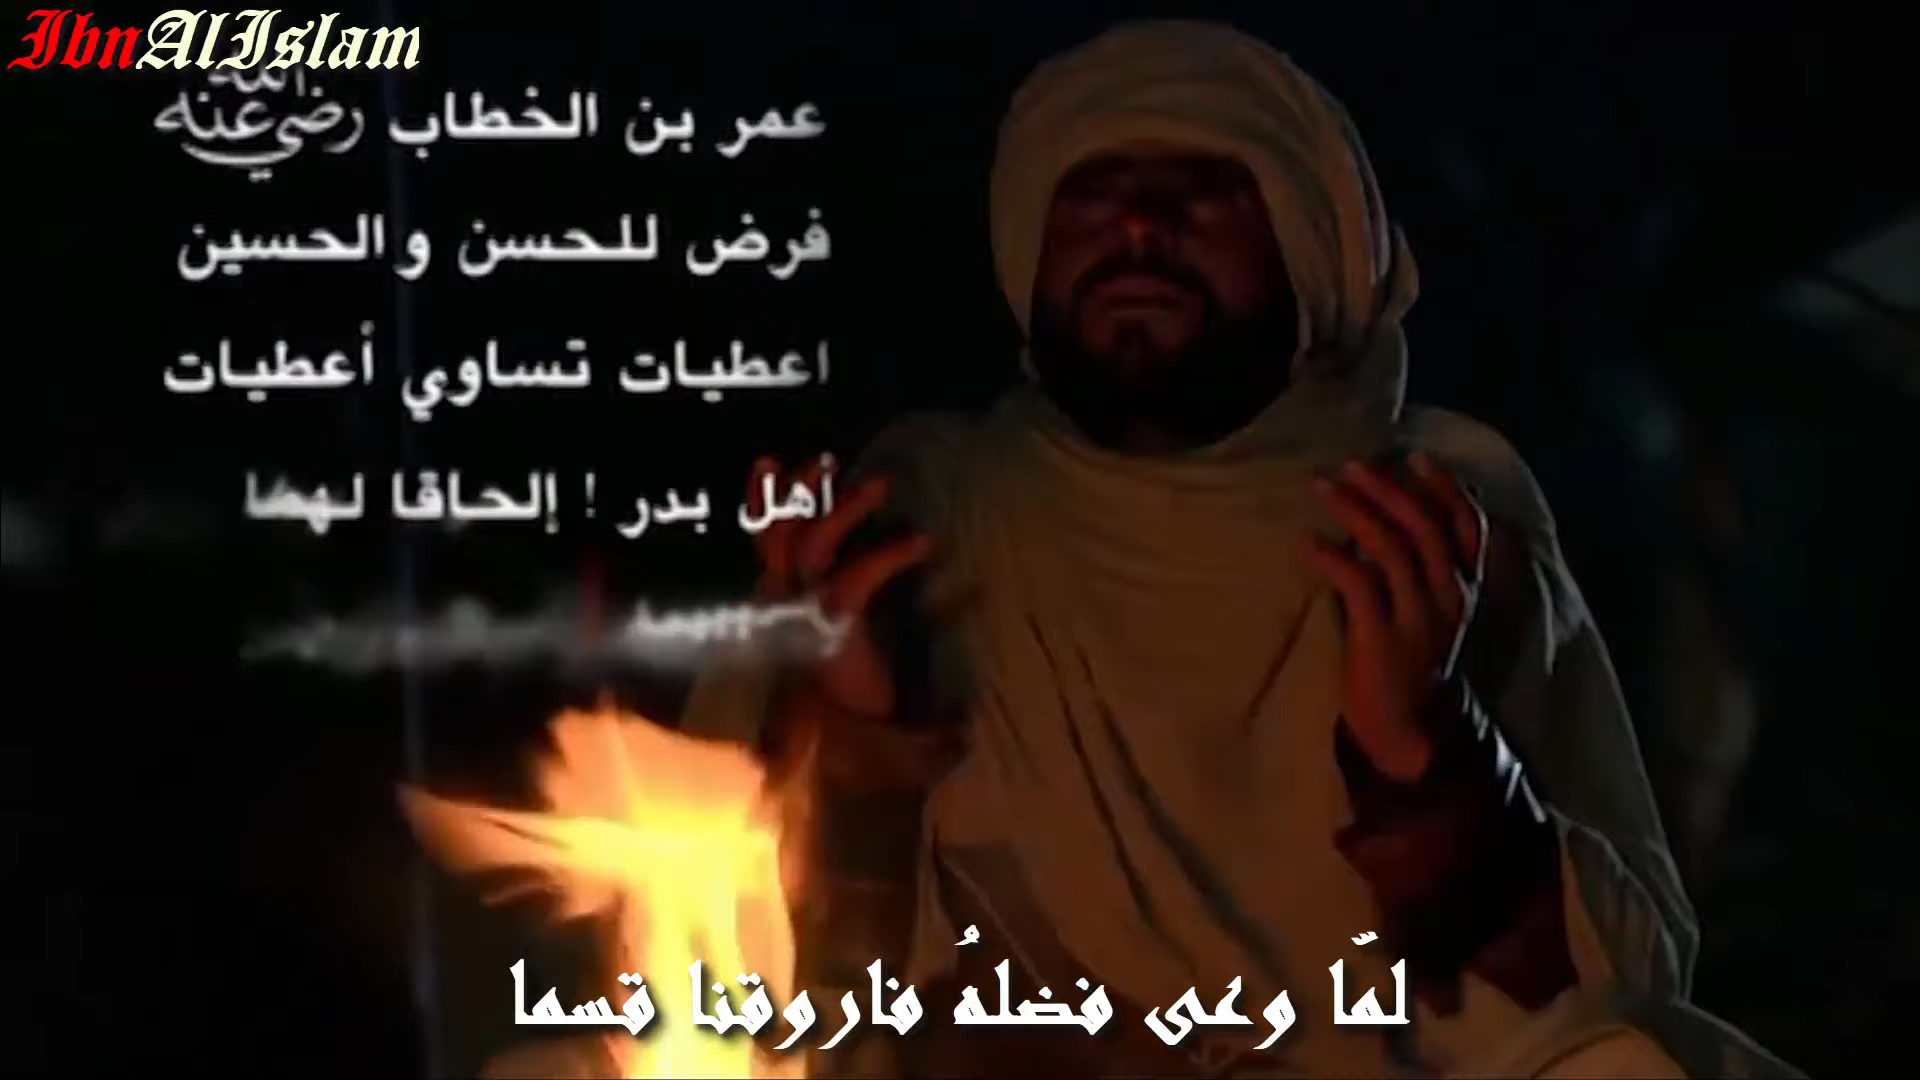 IbnAlIslam
عمر بن الخطاب رضي الله عنه
فرض للحسن و الحسين
اعطيات تساوي أعطيات
أهل بدر ! إلحاقا لهما
لمّا وعى فضلهُ فاروقنا قسما